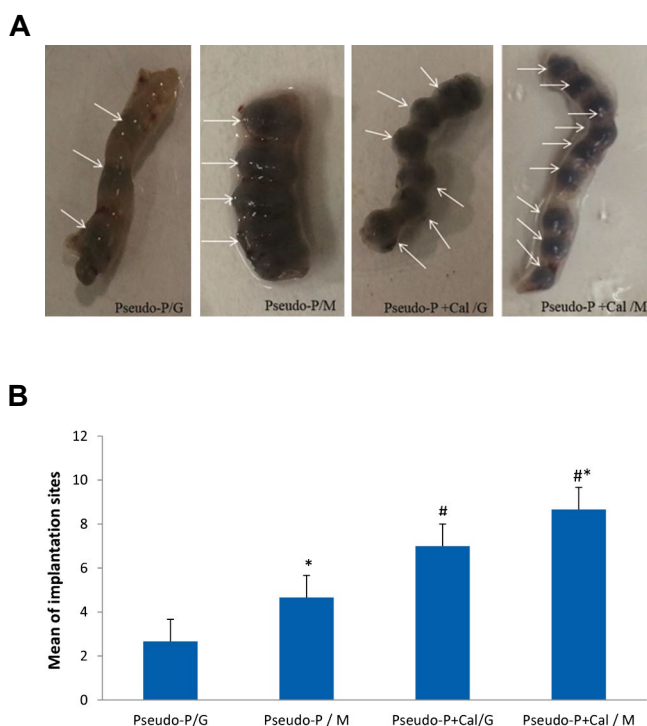 A
Pseudo-P/G
Pseudo-P/M
Pseudo-P +Cal /G
Pseudo-P +Cal /M
B
Mean of implantation sites
12
10
8
6
4
2
0
*
#
#*
Pseudo-P/G
Pseudo-P / M
Pseudo-P+Cal/G
Pseudo-P+Cal / M